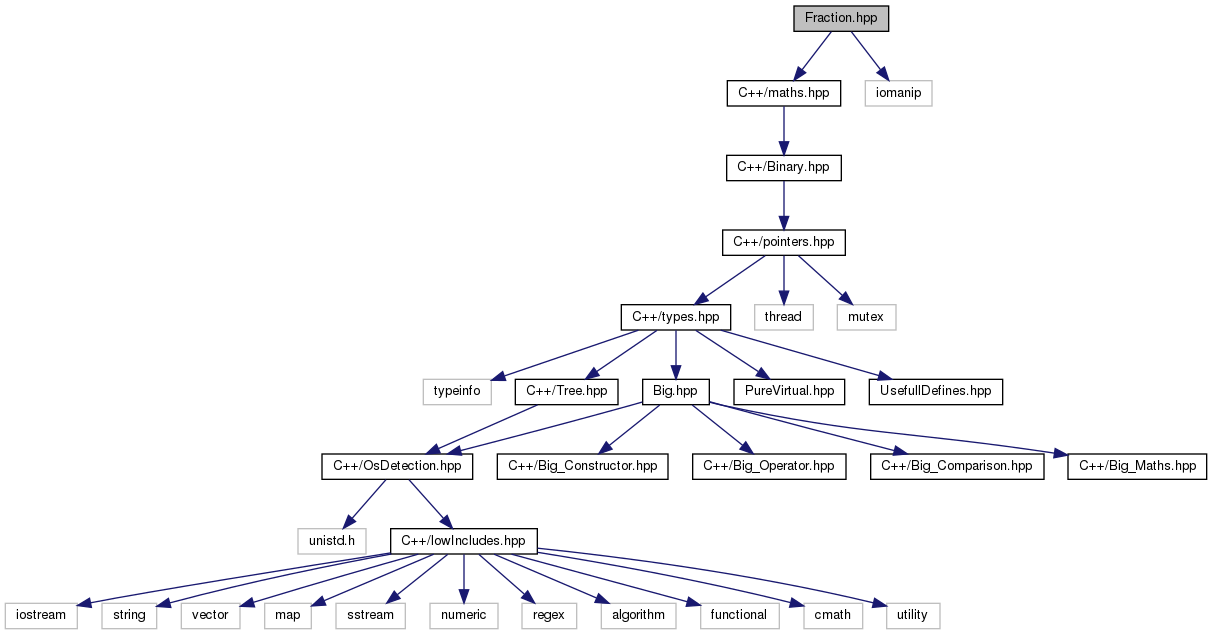 Fraction.hpp
C++/maths.hpp
iomanip
C++/Binary.hpp
C++/pointers.hpp
C++/types.hpp
thread
mutex
typeinfo
C++/Tree.hpp
Big.hpp
PureVirtual.hpp
UsefullDefines.hpp
C++/OsDetection.hpp
C++/Big_Constructor.hpp
C++/Big_Operator.hpp
C++/Big_Comparison.hpp
C++/Big_Maths.hpp
unistd.h
C++/lowIncludes.hpp
iostream
string
vector
map
sstream
numeric
regex
algorithm
functional
cmath
utility